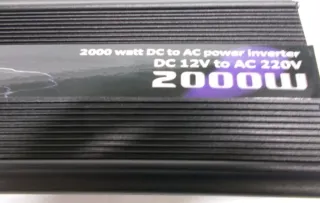 2000 watt DC to AC power inverter
DC 12V to AC 220V
2000W